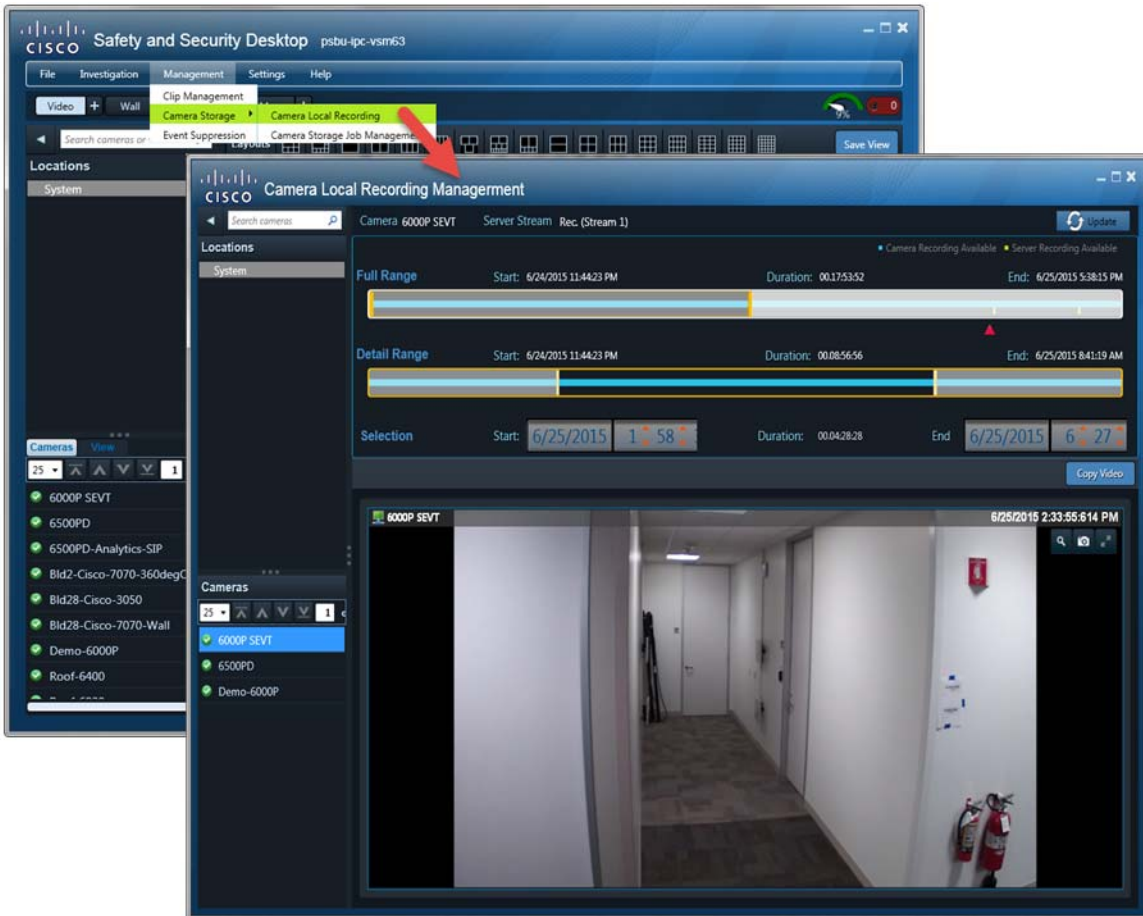 CISCO Safety and Security Desktop psbu-ipc-vsm63
File Investigation Management Settings Help
Video + Wall
Clip Management
Camera Storage Camera Local Recording
9% 0
Event Suppression Camera Storage Job
Search cameras or
Layouts
Save View
Locations
System
Cameras View
25 1
6000P SEVT
6500PD
6500PD-Analytics-SIP
Bld2-Cisco-7070-360deg
Bld28-Cisco-3050
Bld28-Cisco-7070-Wall
Demo-6000P
Roof-6400
CISCO Camera Local Recording Managerment
Search cameras
Camera 6000P SEVT Server Stream Rec. (Stream 1) Update
Locations
System
Camera Recording Available Server Recording Available
Full Range Start: 6/24/2015 11:44:23 PM Duration: 00.17:53:52 End: 6/25/2015 5:38:15 PM
Detail Range Start: 6/24/2015 11:44:23 PM Duration: 00.08:56:56 End: 6/25/2015 8:41:19 AM
Selection Start: 6/25/2015 1 58 Duration: 00.04:28:28 End 6/25/2015 6 27
Copy Video
6000P SEVT 6/25/2015 2:33:55:614 PM
Cameras
25 1
6000P SEVT
6500PD
Demo-6000P